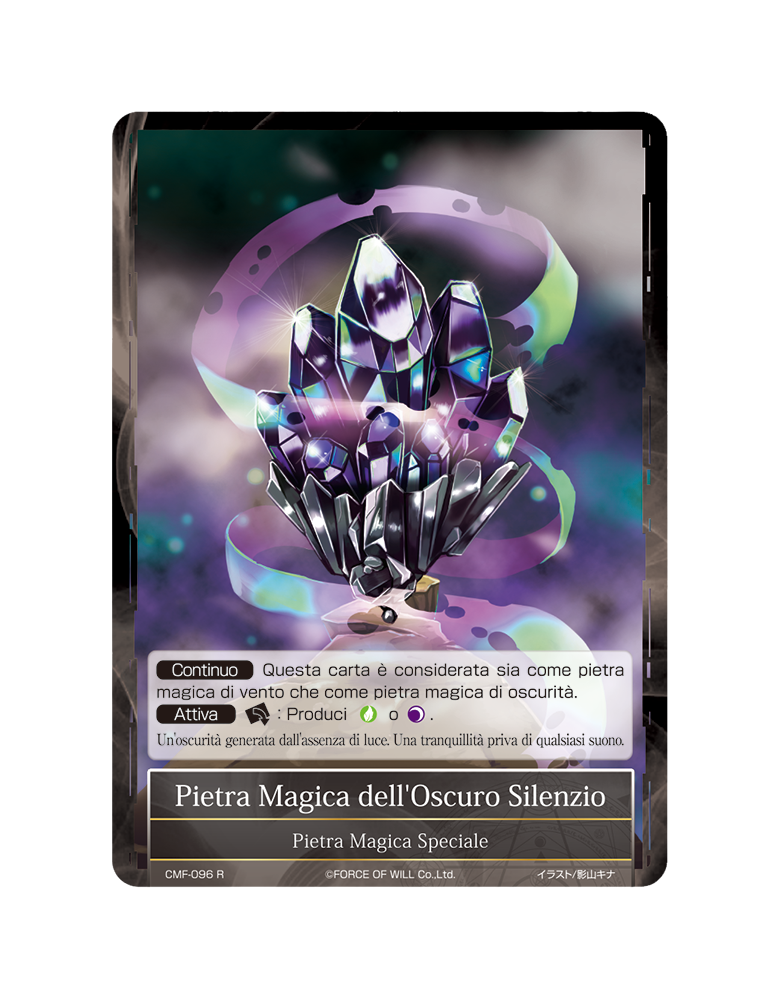 Continuo Questa carta è considerata sia come pietra
magica di vento che come pietra magica di oscurità.
Attiva : Produci o .
Un'oscurità generata dall'assenza di luce. Una tranquillità priva di qualsiasi suono.
Pietra Magica dell'Oscuro Silenzio
Pietra Magica Speciale
CMF-096 R ©FORCE OF WILL Co.,Ltd. イラスト/影山キナ